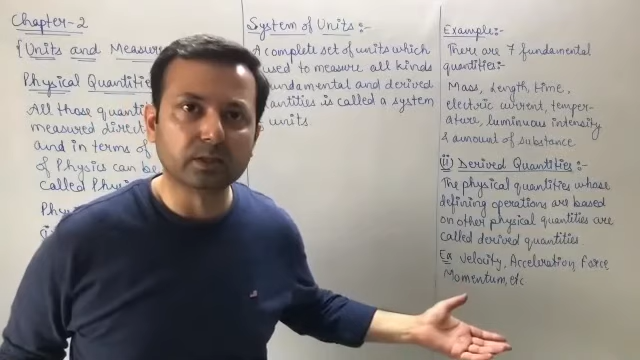 Chapter-2
Units and Measure
Physical Quantities
All those quanti
measured direct
and in terms of
of Physics can be
called Physi
Phys
System of Units :-
A complete set of units which
used to measure all kinds
fundamental and derived
quantities is called a system
units
Example:-
There are 7 fundamental
quantities:-
Mass, Length, time,
electric current, temper-
ature, luminous intensity
& amount of substance
(ii) Derived Quantities :-
The physical quantities whose
defining operations are based
on other physical quantities are
called derived quantities.
Ex Velocity, Acceleration, Force
Momentum, etc